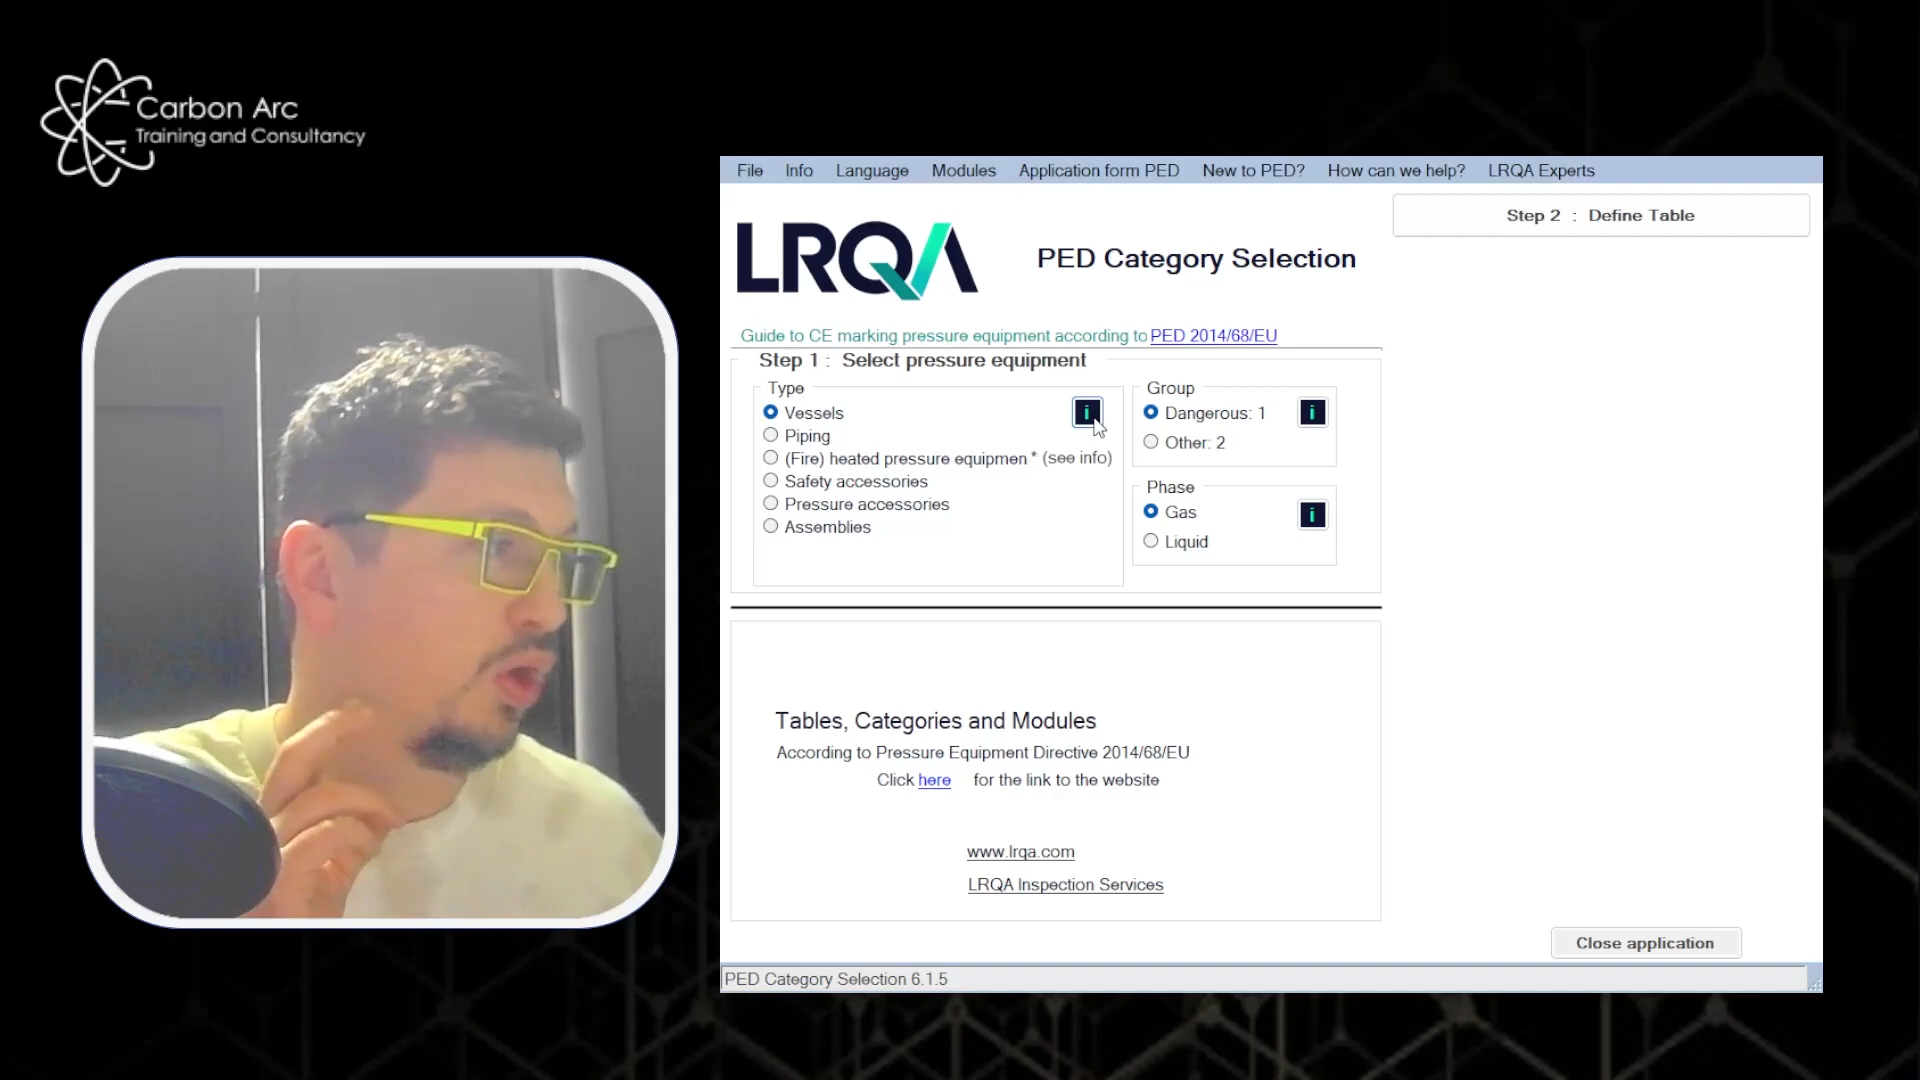 Carbon Arc
Training and Consultancy
File Info Language Modules Application form PED New to PED? How can we help? LRQA Experts
Step 2 : Define Table
LRQA
PED Category Selection
Guide to CE marking pressure equipment according to PED 2014/68/EU
Step 1 : Select pressure equipment
Type
Vessels
i
Piping
(Fire) heated pressure equipmen * (see info)
Safety accessories
Pressure accessories
Assemblies
Group
Dangerous: 1
i
Other: 2
Phase
Gas
i
Liquid
Tables, Categories and Modules
According to Pressure Equipment Directive 2014/68/EU
Click here for the link to the website
www.lrqa.com
LRQA Inspection Services
Close application
PED Category Selection 6.1.5